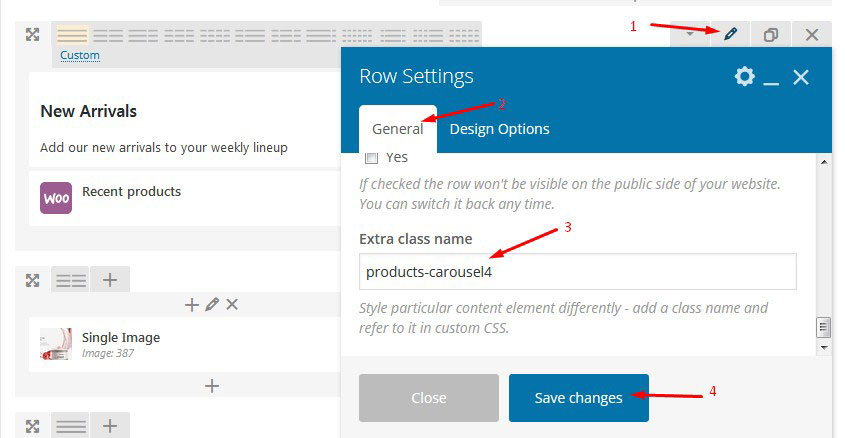 1
Custom
Row Settings
New Arrivals
2
General
Design Options
Add our new arrivals to your weekly lineup
Yes
Woo
Recent products
If checked the row won't be visible on the public side of your website.
You can switch it back any time.
Extra class name
3
products-carousel4
Style particular content element differently - add a class name and
refer to it in custom CSS.
Single Image
Image: 387
Close
Save changes
4